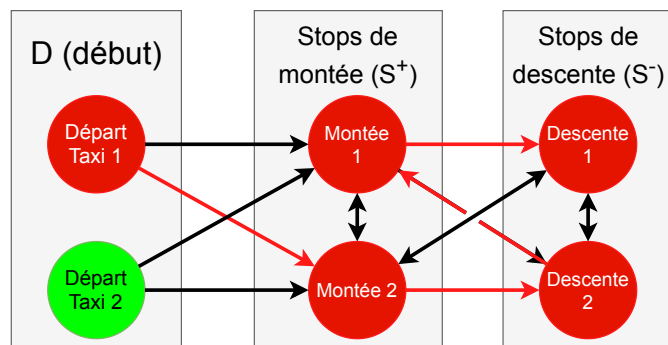 D (début)
Stops de
montée (S⁺)
Stops de
descente (S⁻)
Départ
Taxi 1
Montée
1
Descente
1
Départ
Taxi 2
Montée 2
Descente
2